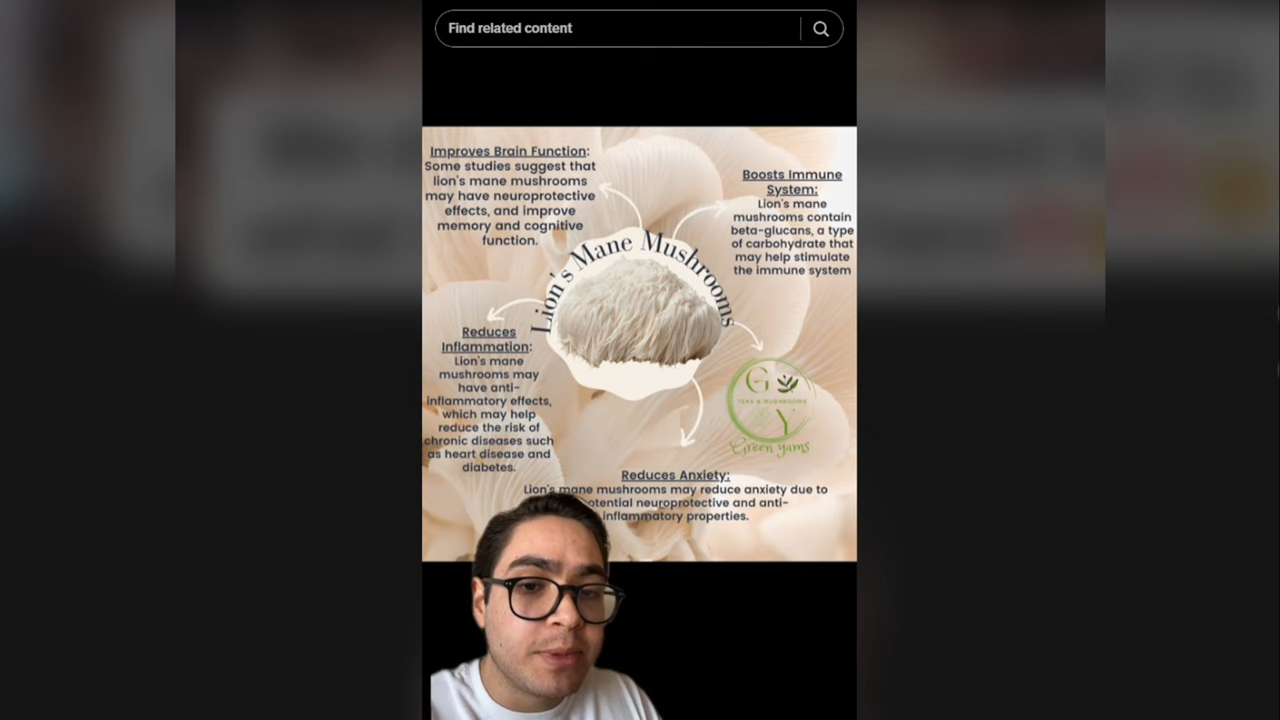 Find related content
Improves Brain Function:
Some studies suggest that
lion's mane mushrooms
may have neuroprotective
effects, and improve
memory and cognitive
function.
Boosts Immune
System:
Lion's mane
mushrooms contain
beta-glucans, a type
of carbohydrate that
may help stimulate
the immune system
Lion's Mane Mushrooms
Reduces
Inflammation:
Lion's mane
mushrooms may
have anti-
inflammatory effects,
which may help
reduce the risk of
chronic diseases such
as heart disease and
diabetes.
G
TEAS & MUSHROOMS
Y
Green yams
Reduces Anxiety:
Lion's mane mushrooms may reduce anxiety due to
potential neuroprotective and anti-
inflammatory properties.